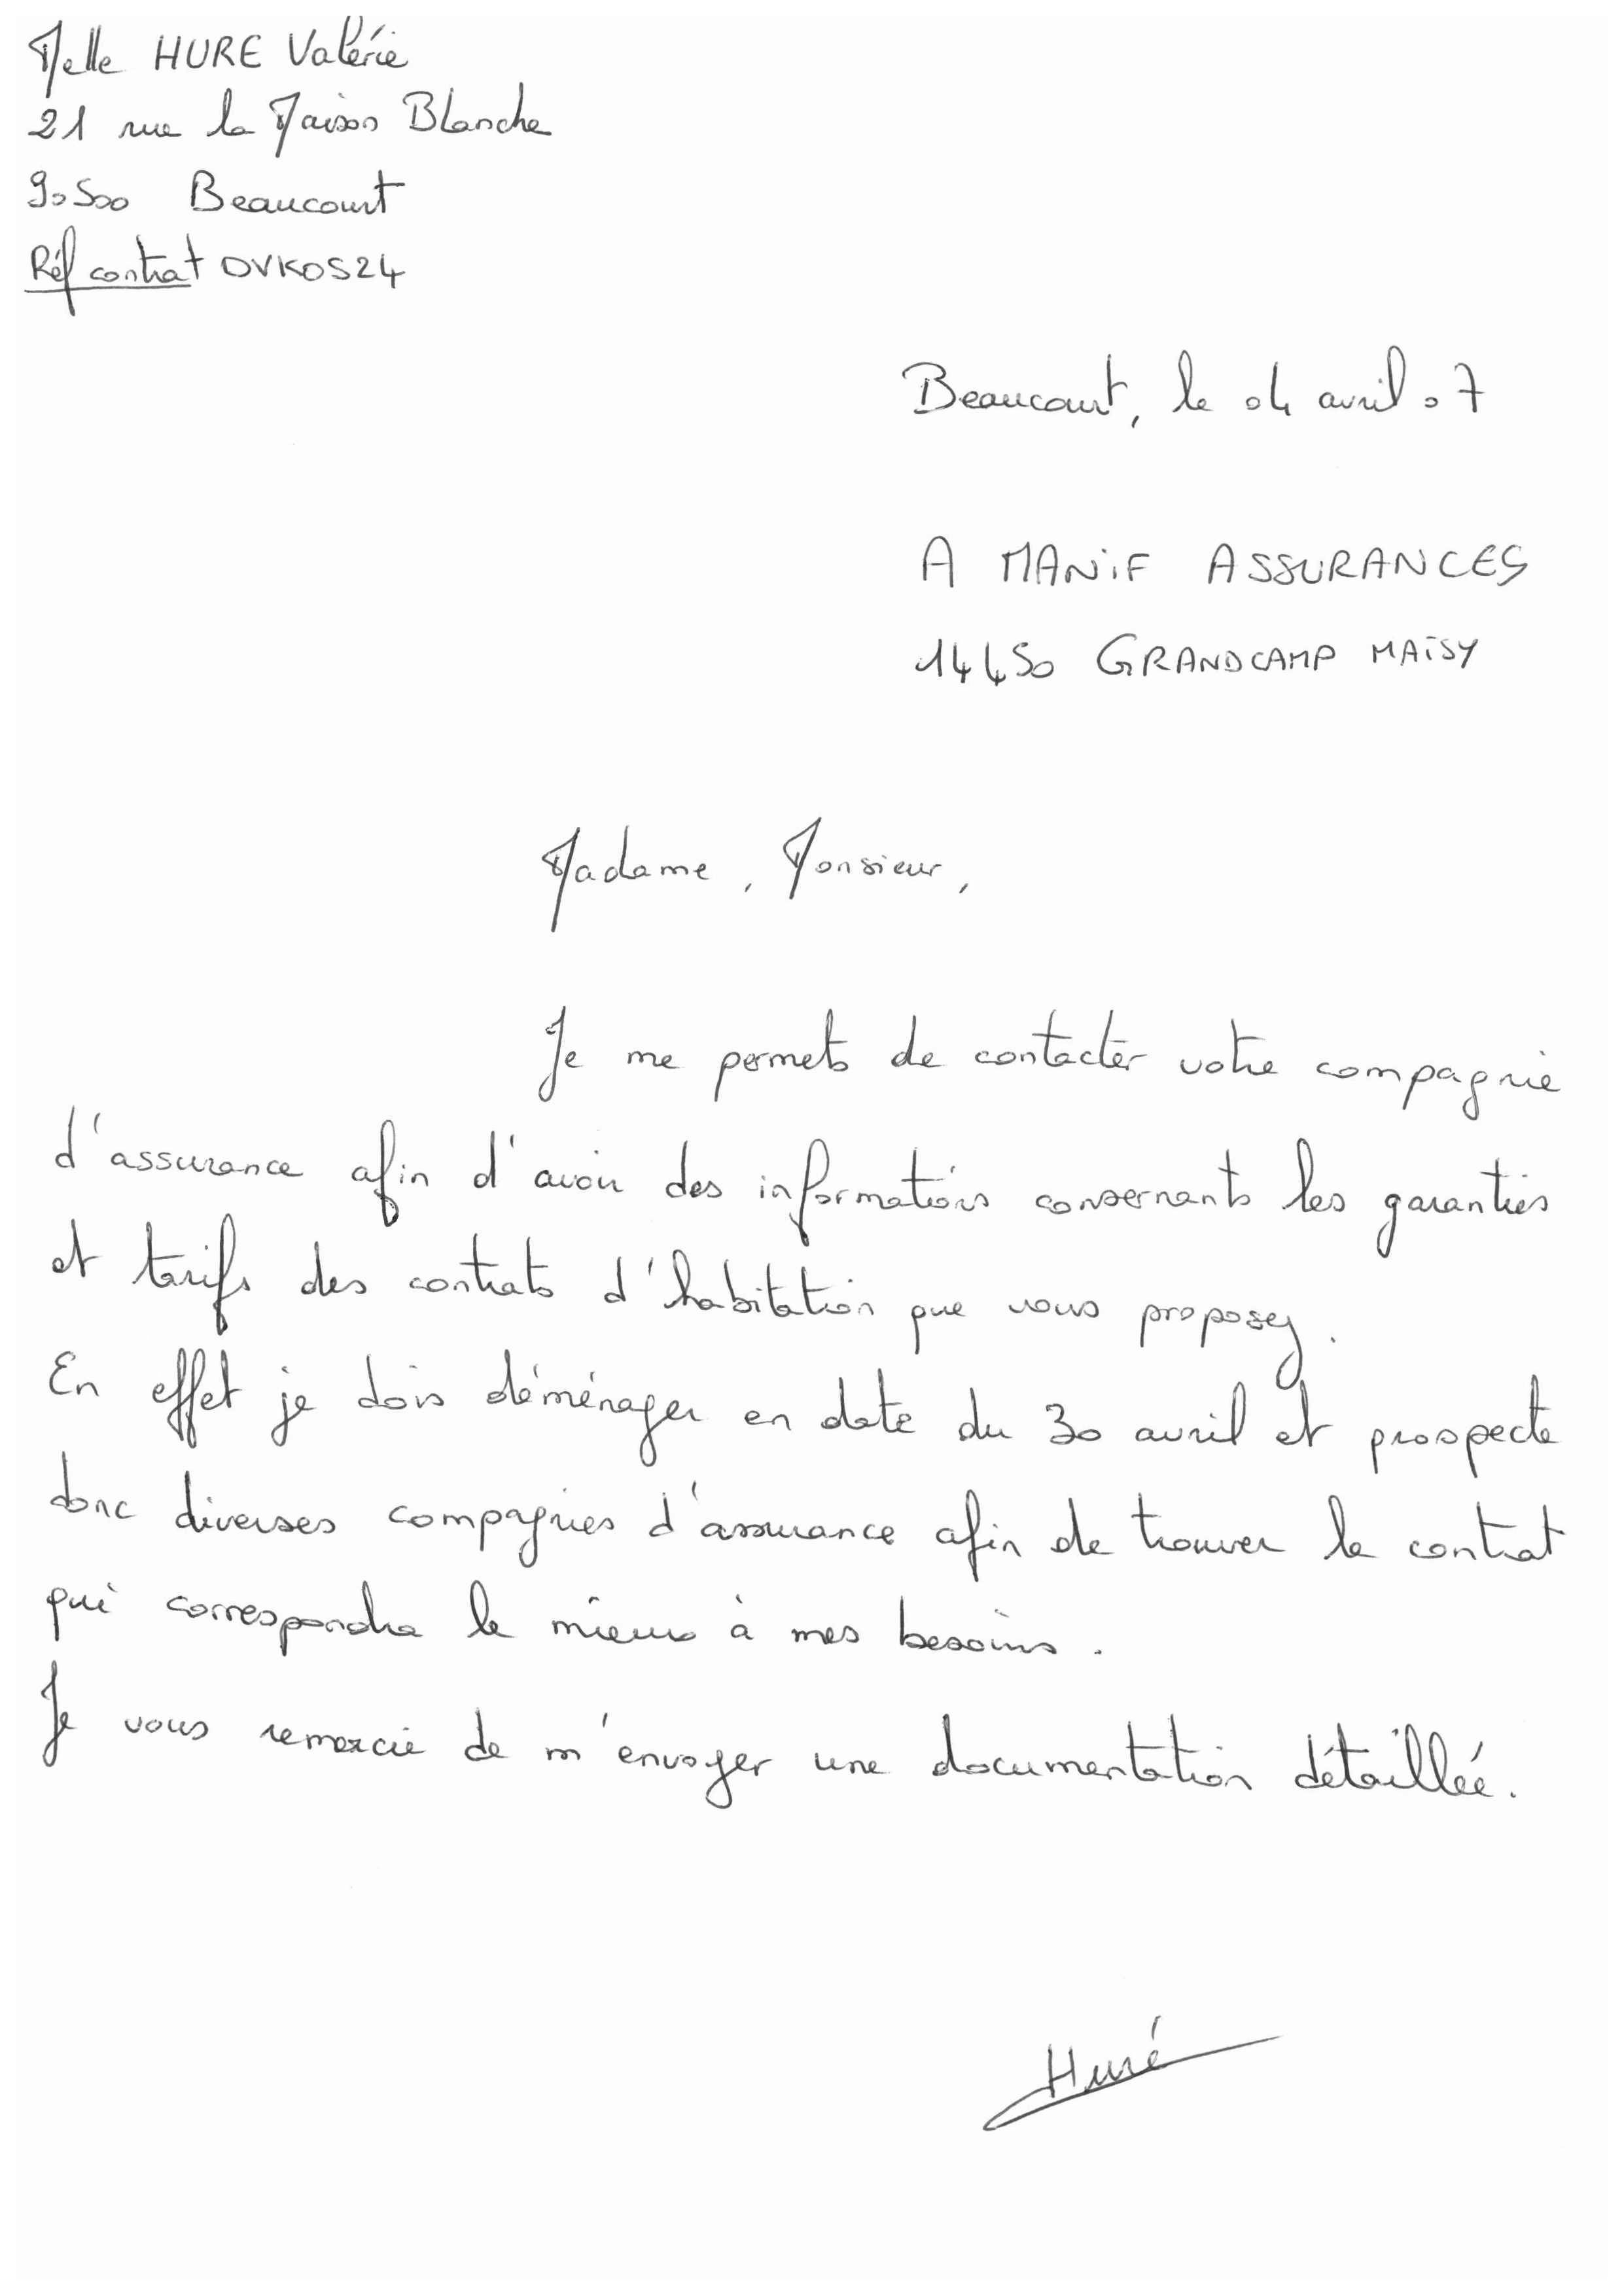 Melle HURE Valérie
21 rue la Maison Blanche
90500 Beaucourt
Réf contrat OVKOS24
Beaucourt, le 04 avril 07
A MANiF ASSURANCES
14450 GRANDCAMP MAÏSY
Madame, Monsieur,
Je me permets de contacter votre compagnie
d'assurance afin d'avoir des informations consernants les garanties
et tarifs des contrats d'habitation que vous proposez.
En effet je dois déménager en date du 30 avril et prospecte
donc diverses compagnies d'assurance afin de trouver le contrat
qui correspondra le mieux à mes besoins.
Je vous remercie de m'envoyer une documentation détaillée.
Huré